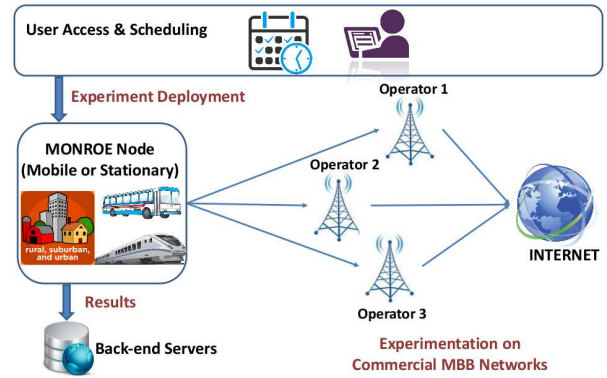 User Access & Scheduling
Experiment Deployment
Operator 1
MONROE Node
(Mobile or Stationary)
Operator 2
rural, suburban,
and urban
INTERNET
Operator 3
Results
Back-end Servers
Experimentation on
Commercial MBB Networks